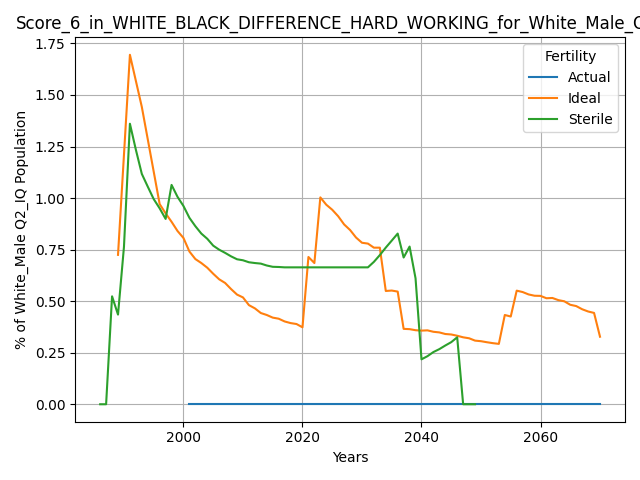 Score_6_in_WHITE_BLACK_DIFFERENCE_HARD_WORKING_for_White_Male_
% of White_Male Q2_IQ Population
1.75
1.50
1.25
1.00
0.75
0.50
0.25
0.00
Fertility
Actual
Ideal
Sterile
2000
2020
2040
2060
Years